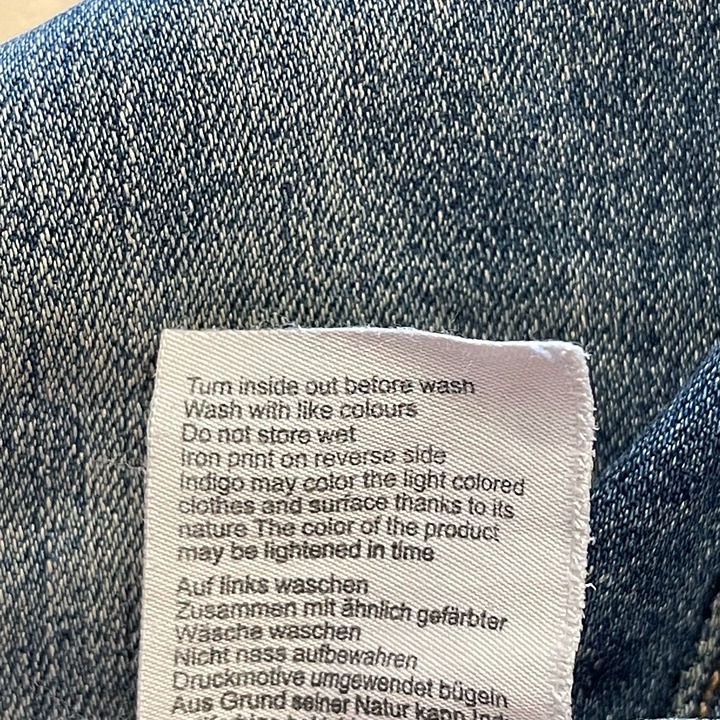 Turn inside out before wash
Wash with like colours
Do not store wet
Iron print on reverse side
Indigo may color the light colored
clothes and surface thanks to its
nature The color of the product
may be lightened in time
Auf links waschen
Zusammen mit ähnlich gefärbter
Wäsche waschen
Nicht nass aufbewahren
Druckmotive umgewendet bügeln
Aus Grund seiner Natur kann